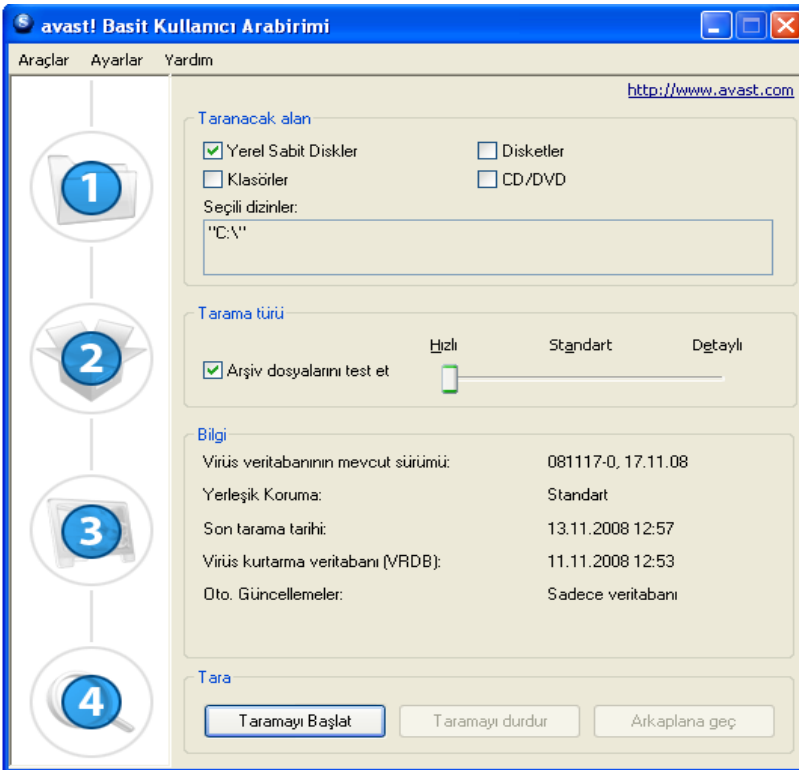 avast! Basit Kullanıcı Arabirimi
Araçlar Ayarlar Yardım
http://www.avast.com
Taranacak alan
1
Yerel Sabit Diskler Disketler
Klasörler CD/DVD
Seçili dizinler:
"C:\"
Tarama türü
2
Hızlı Standart Detaylı
Arşiv dosyalarını test et
Bilgi
Virüs veritabanının mevcut sürümü: 081117-0, 17.11.08
Yerleşik Koruma: Standart
3
Son tarama tarihi: 13.11.2008 12:57
Virüs kurtarma veritabanı (VRDB): 11.11.2008 12:53
Oto. Güncellemeler: Sadece veritabanı
Tara
4
Taramayı Başlat Taramayı durdur Arkaplana geç